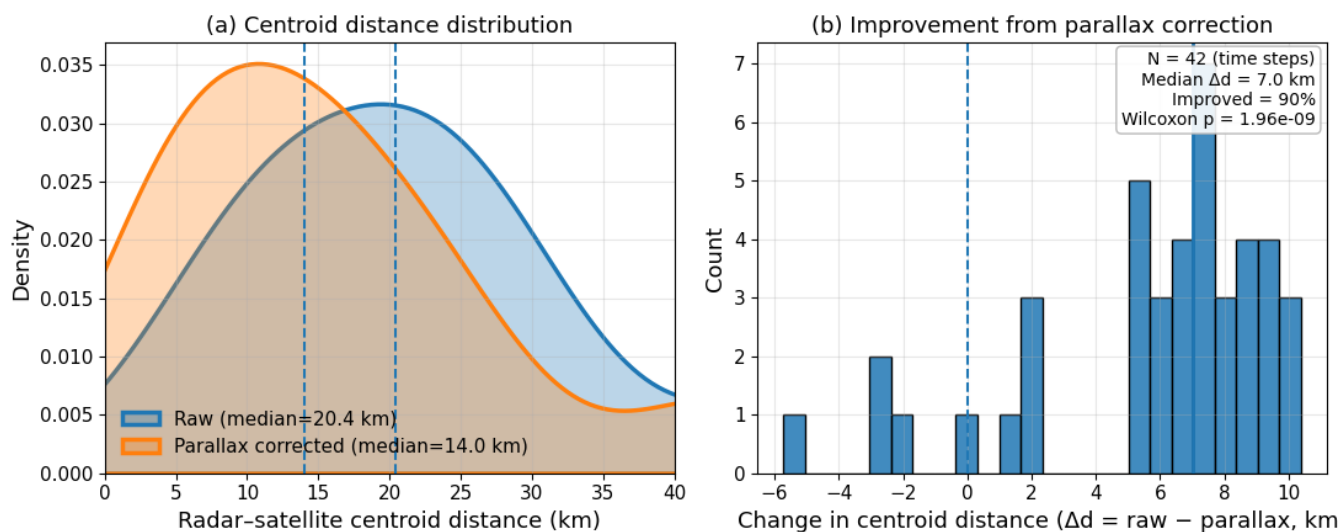 (a) Centroid distance distribution
Density
0.035
0.030
0.025
0.020
0.015
0.010
0.005
0.000
Raw (median=20.4 km)
Parallax corrected (median=14.0 km)
0 5 10 15 20 25 30 35 40
Radar–satellite centroid distance (km)
(b) Improvement from parallax correction
Count
7
6
5
4
3
2
1
0
N = 42 (time steps)
Median Δd = 7.0 km
Improved = 90%
Wilcoxon p = 1.96e-09
−6 −4 −2 0 2 4 6 8 10
Change in centroid distance (Δd = raw − parallax, km